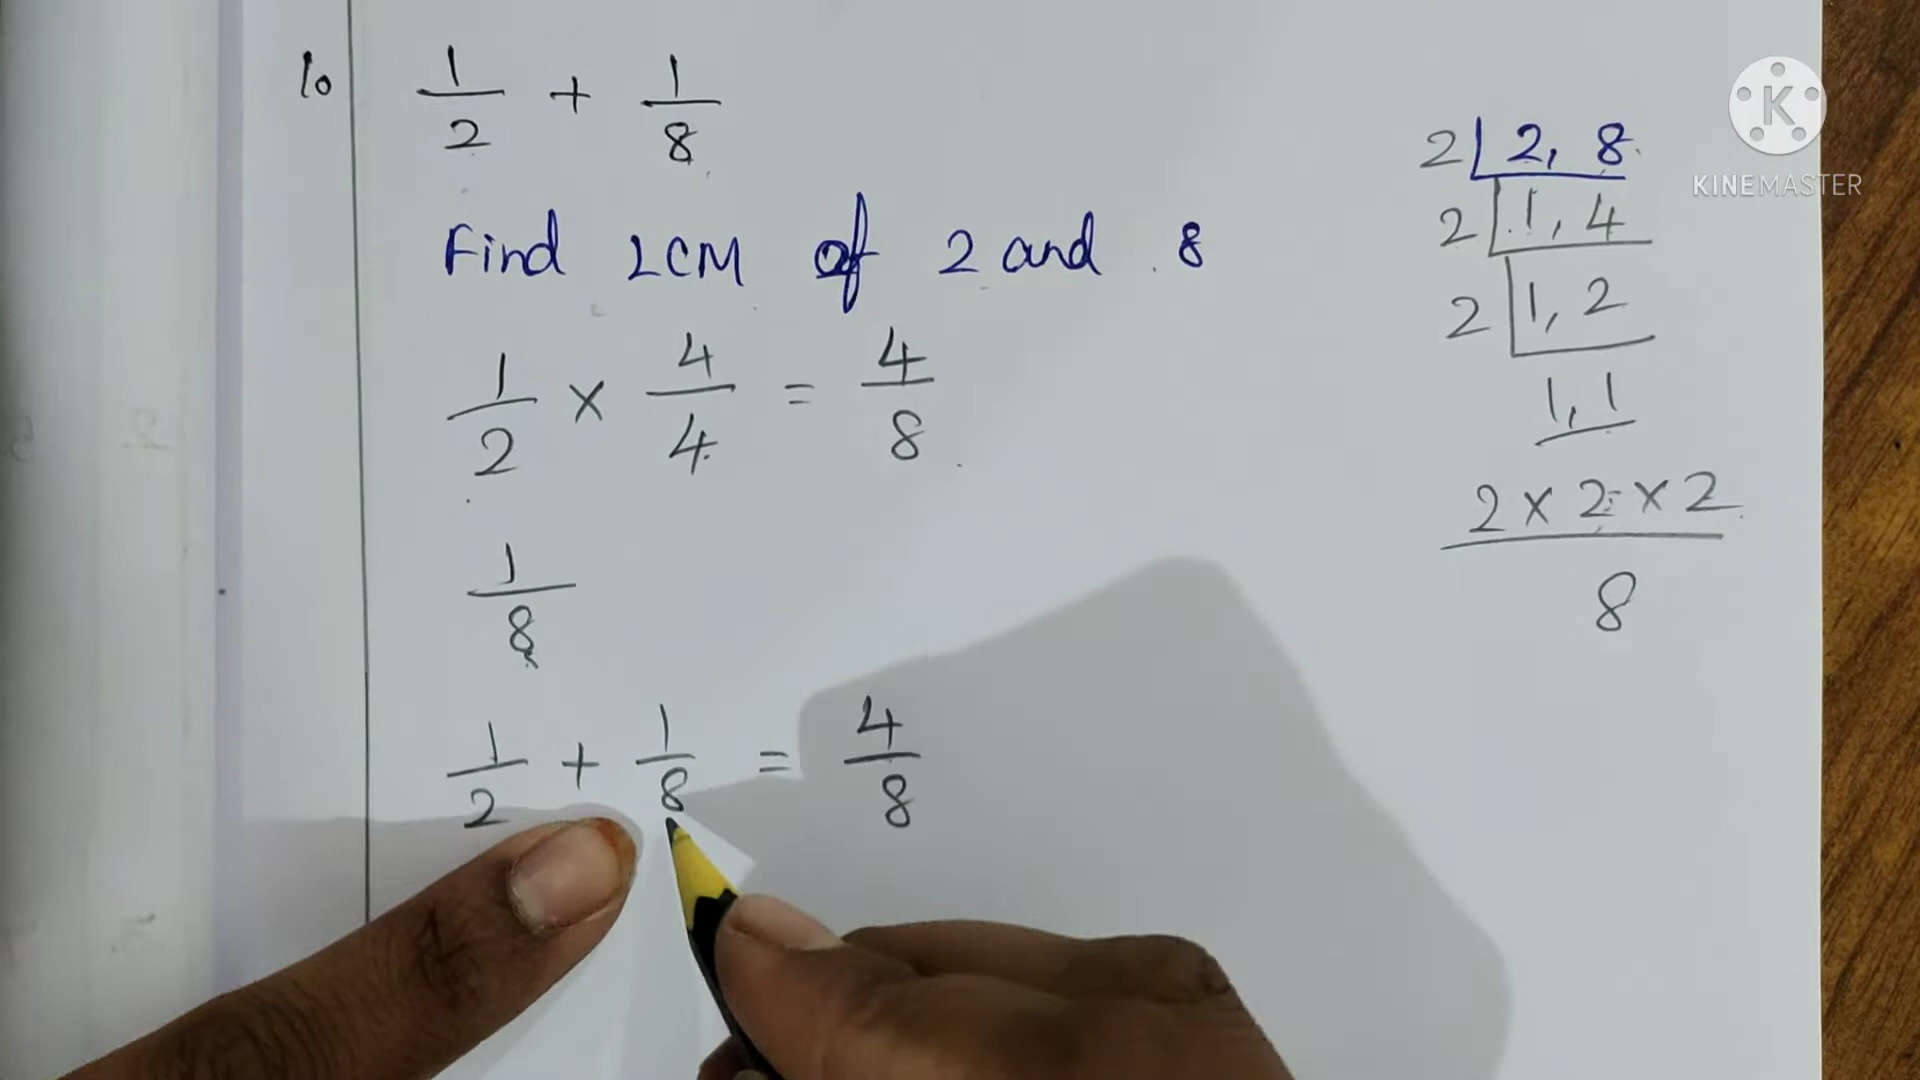 10 1/2 + 1/8
Find LCM of 2 and 8
1/2 × 4/4 = 4/8
1/8
1/2 + 1/8 = 4/8
2 | 2, 8
2 | 1, 4
2 | 1, 2
1, 1
2 × 2 × 2
8
K
KINEMASTER